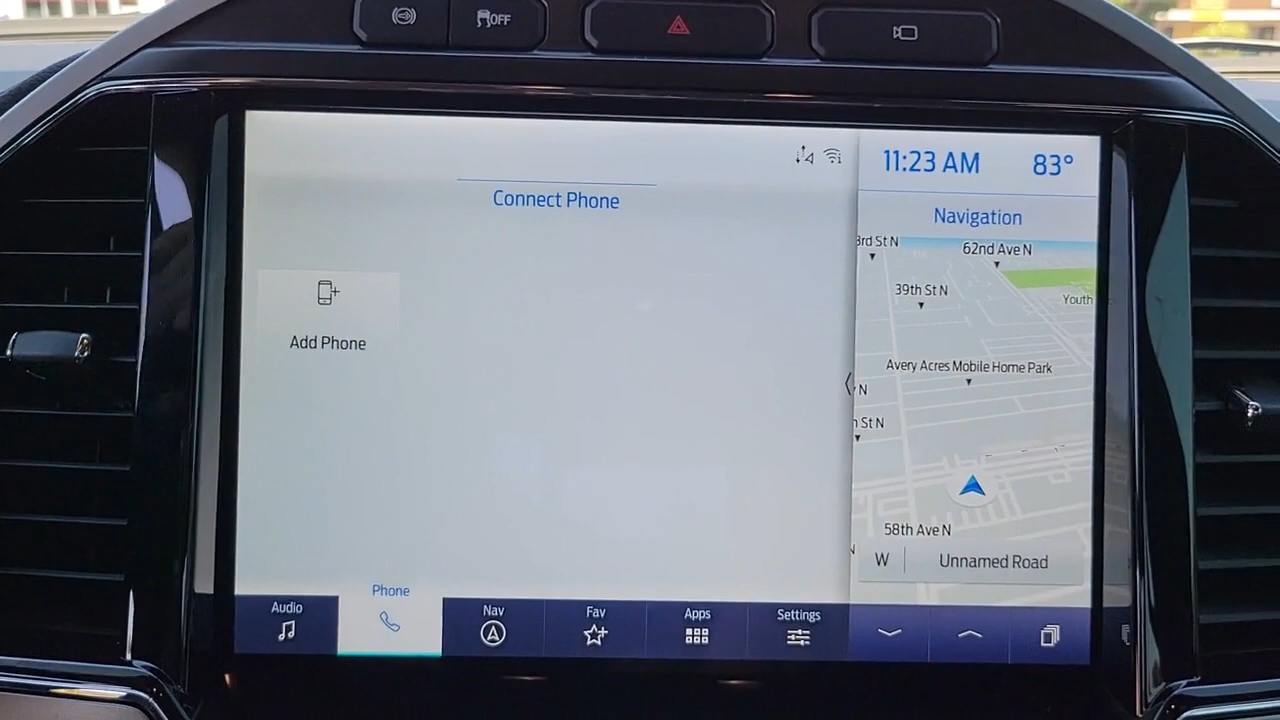 OFF
11:23 AM 83°
Connect Phone
Navigation
3rd St N
62nd Ave N
39th St N
Youth
Add Phone
Avery Acres Mobile Home Park
N
St N
58th Ave N
W Unnamed Road
Audio
Phone
Nav
Fav
Apps
Settings